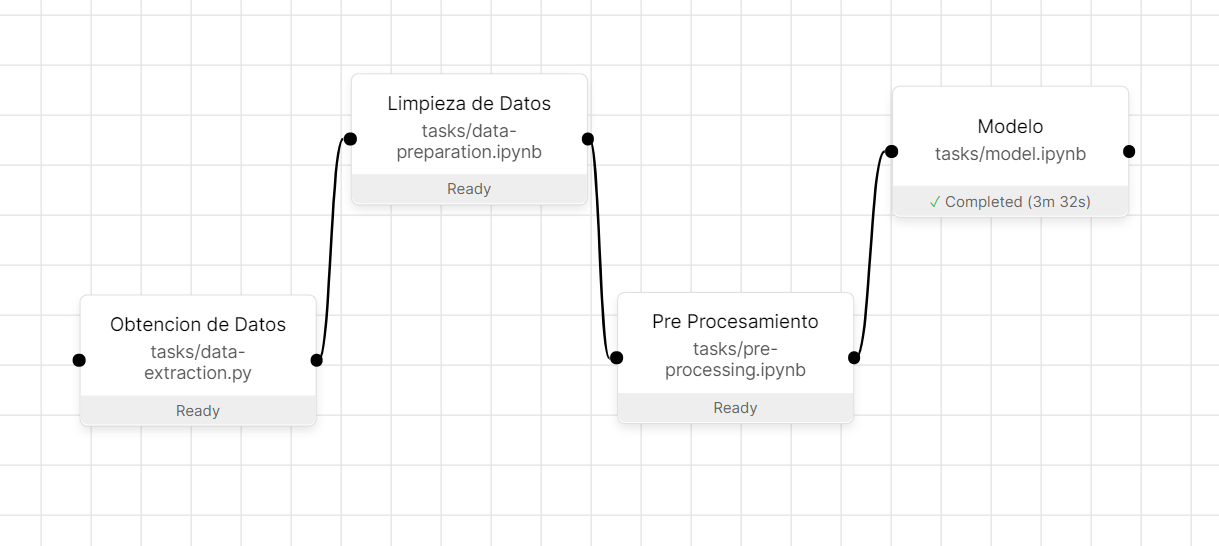 Obtencion de Datos
tasks/data-
extraction.py
Ready
Limpieza de Datos
tasks/data-
preparation.ipynb
Ready
Pre Procesamiento
tasks/pre-
processing.ipynb
Ready
Modelo
tasks/model.ipynb
✓ Completed (3m 32s)